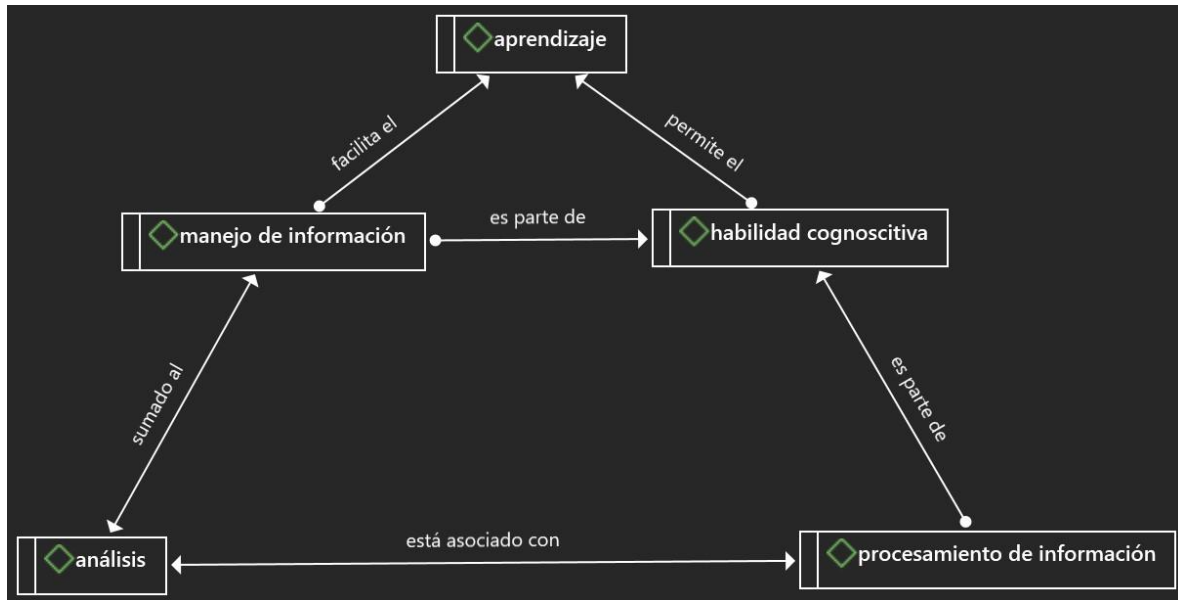 aprendizaje
facilita el
permite el
manejo de información
es parte de
habilidad cognoscitiva
sumado al
es parte de
análisis
está asociado con
procesamiento de información